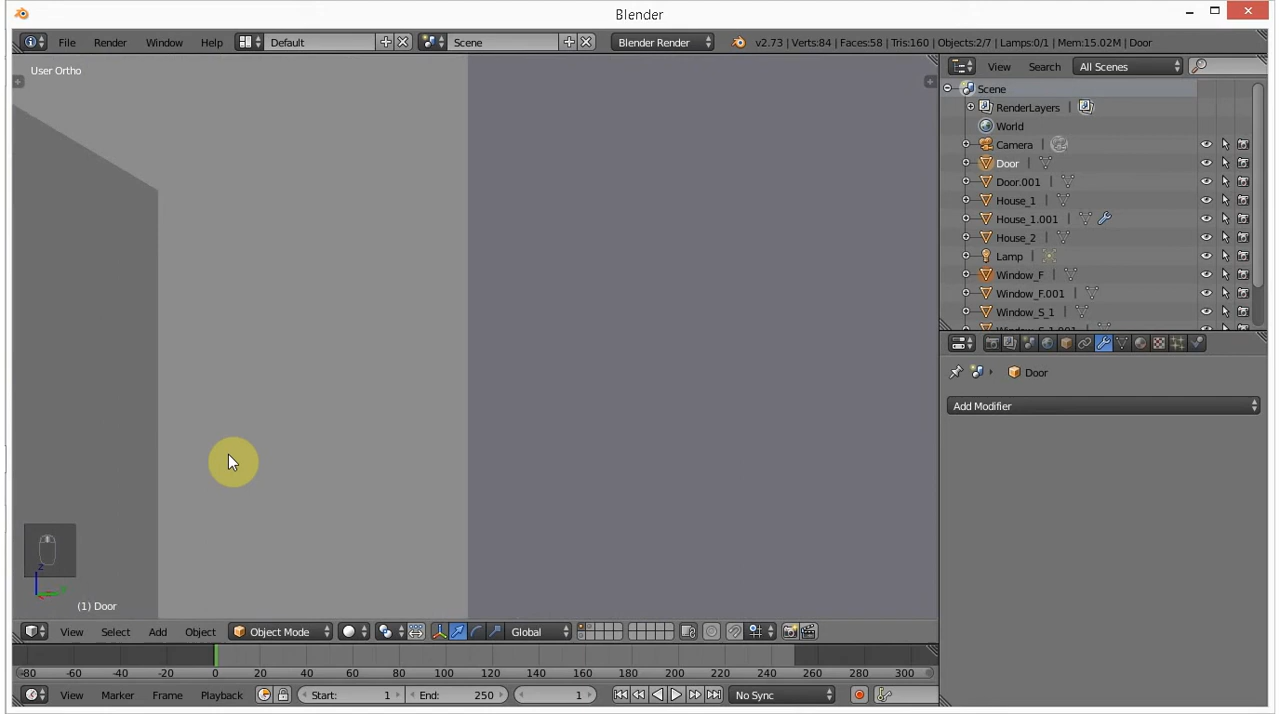 Blender
File Render Window Help Default Scene Blender Render v2.73 | Verts:84 | Faces:58 | Tris:160 | Objects:2/7 | Lamps:0/1 | Mem:15.02M | Door
User Ortho
View Search All Scenes
Scene
RenderLayers
World
Camera
Door
Door.001
House_1
House_1.001
House_2
Lamp
Window_F
Window_F.001
Window_S_1
Window_S_1.001
Door
Add Modifier
z
(1) Door
View Select Add Object Object Mode Global
-80 -60 -40 -20 0 20 40 60 80 100 120 140 160 180 200 220 240 260 280 300
View Marker Frame Playback Start: 1 End: 250 1 No Sync